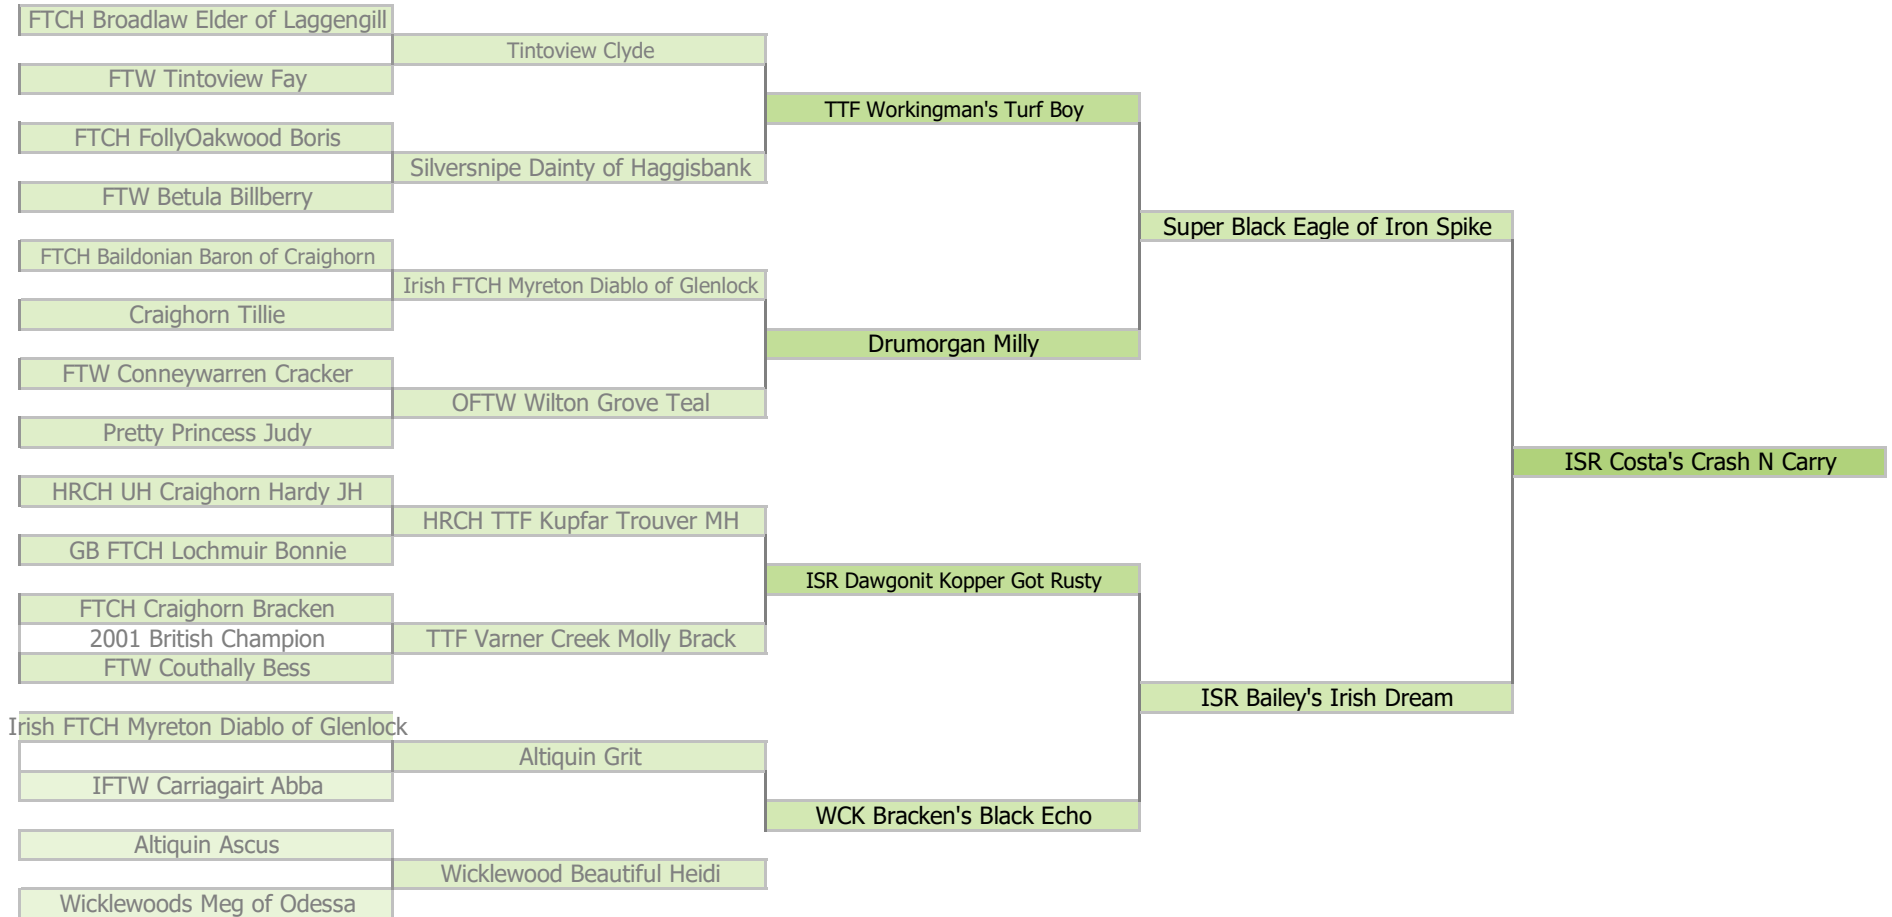 FTCH Broadlaw Elder of Laggengill
Tintoview Clyde
FTW Tintoview Fay
TTF Workingman's Turf Boy
FTCH FollyOakwood Boris
Silversnipe Dainty of Haggisbank
FTW Betula Billberry
Super Black Eagle of Iron Spike
FTCH Baildonian Baron of Craighorn
Irish FTCH Myreton Diablo of Glenlock
Craighorn Tillie
Drumorgan Milly
FTW Conneywarren Cracker
OFTW Wilton Grove Teal
Pretty Princess Judy
ISR Costa's Crash N Carry
HRCH UH Craighorn Hardy JH
HRCH TTF Kupfar Trouver MH
GB FTCH Lochmuir Bonnie
ISR Dawgonit Kopper Got Rusty
FTCH Craighorn Bracken
2001 British Champion
TTF Varner Creek Molly Brack
FTW Couthally Bess
ISR Bailey's Irish Dream
Irish FTCH Myreton Diablo of Glenlock
Altiquin Grit
IFTW Carriagairt Abba
WCK Bracken's Black Echo
Altiquin Ascus
Wicklewood Beautiful Heidi
Wicklewoods Meg of Odessa